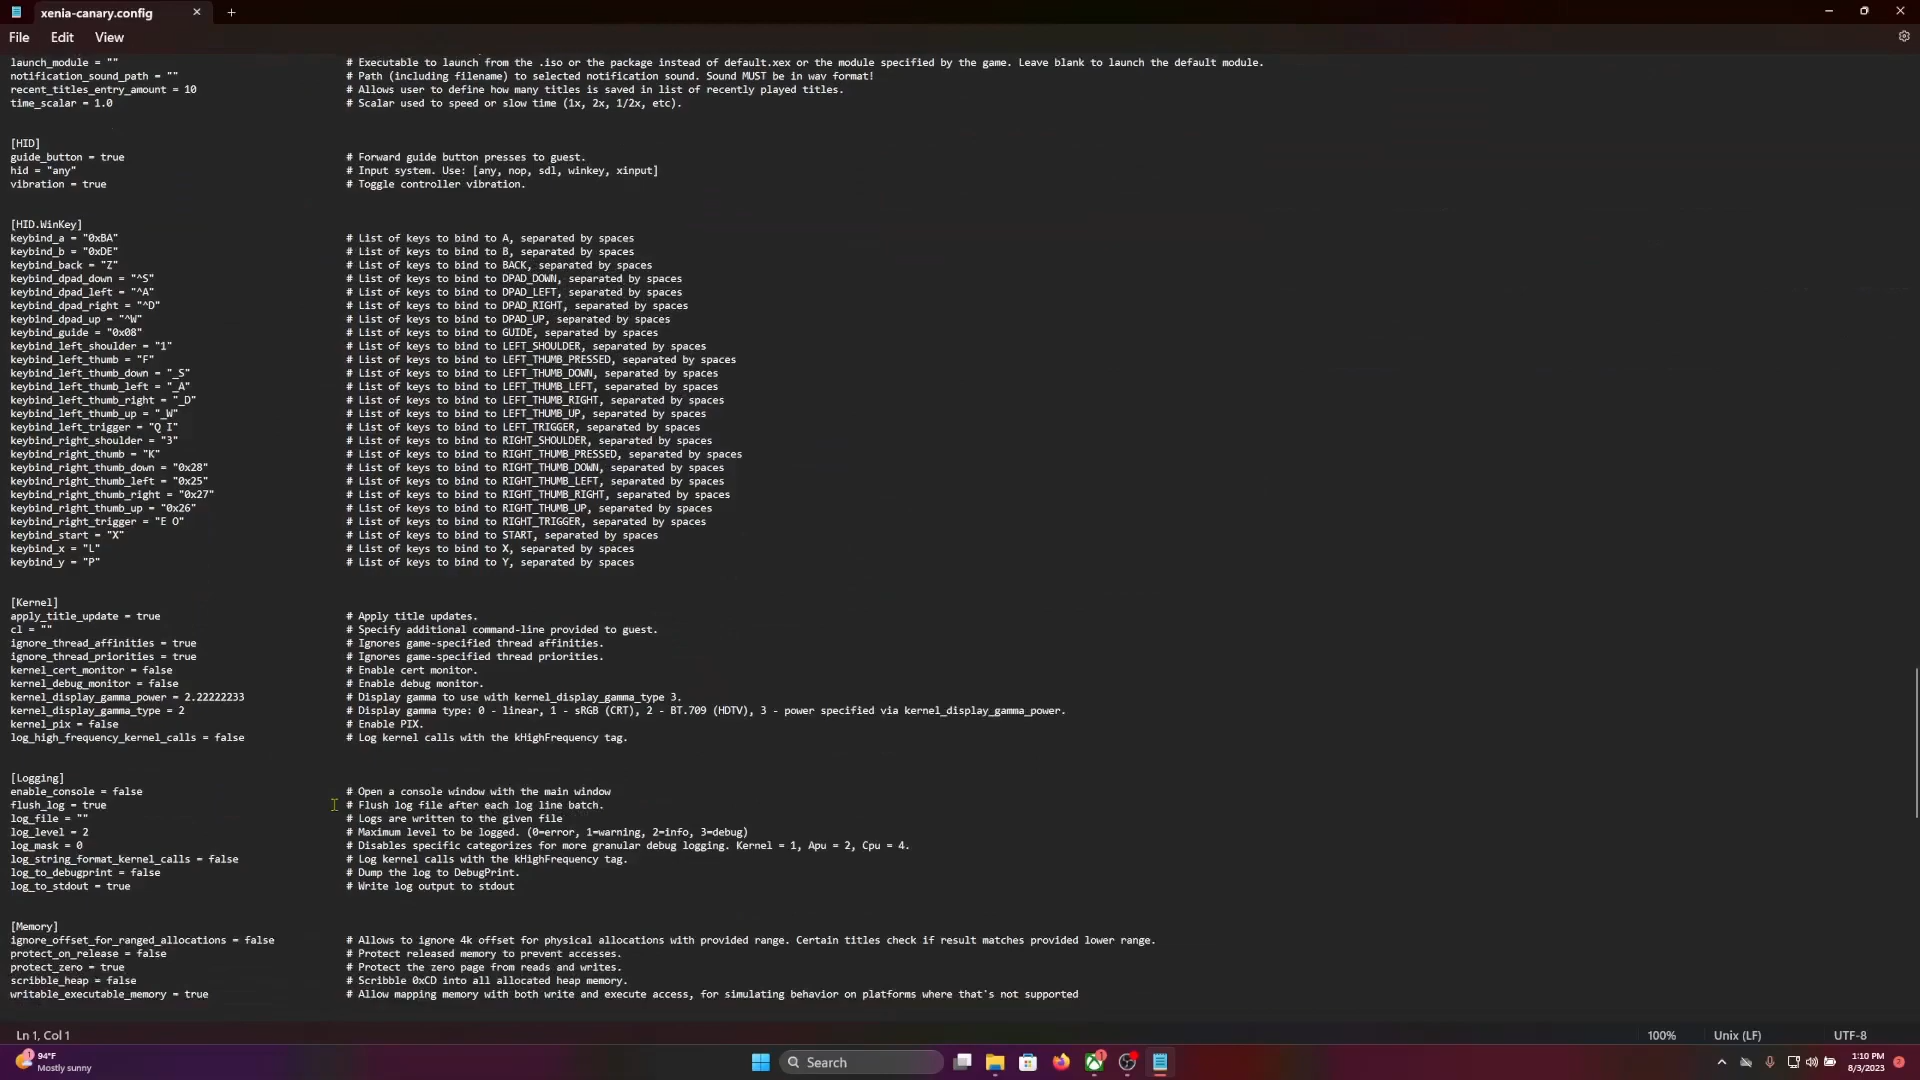 xenia-canary.config
File Edit View
launch_module = "" # Executable to launch from the .iso or the package instead of default.xex or the module specified by the game. Leave blank to launch the default module.
notification_sound_path = "" # Path (including filename) to selected notification sound. Sound MUST be in wav format!
recent_titles_entry_amount = 10 # Allows user to define how many titles is saved in list of recently played titles.
time_scalar = 1.0 # Scalar used to speed or slow time (1x, 2x, 1/2x, etc).
[HID]
guide_button = true # Forward guide button presses to guest.
hid = "any" # Input system. Use: [any, nop, sdl, winkey, xinput]
vibration = true # Toggle controller vibration.
[HID.WinKey]
keybind_a = "0xBA" # List of keys to bind to A, separated by spaces
keybind_b = "0xDE" # List of keys to bind to B, separated by spaces
keybind_back = "Z" # List of keys to bind to BACK, separated by spaces
keybind_dpad_down = "^S" # List of keys to bind to DPAD_DOWN, separated by spaces
keybind_dpad_left = "^A" # List of keys to bind to DPAD_LEFT, separated by spaces
keybind_dpad_right = "^D" # List of keys to bind to DPAD_RIGHT, separated by spaces
keybind_dpad_up = "^W" # List of keys to bind to DPAD_UP, separated by spaces
keybind_guide = "0x08" # List of keys to bind to GUIDE, separated by spaces
keybind_left_shoulder = "1" # List of keys to bind to LEFT_SHOULDER, separated by spaces
keybind_left_thumb = "F" # List of keys to bind to LEFT_THUMB_PRESSED, separated by spaces
keybind_left_thumb_down = "_S" # List of keys to bind to LEFT_THUMB_DOWN, separated by spaces
keybind_left_thumb_left = "_A" # List of keys to bind to LEFT_THUMB_LEFT, separated by spaces
keybind_left_thumb_right = "_D" # List of keys to bind to LEFT_THUMB_RIGHT, separated by spaces
keybind_left_thumb_up = "_W" # List of keys to bind to LEFT_THUMB_UP, separated by spaces
keybind_left_trigger = "Q I" # List of keys to bind to LEFT_TRIGGER, separated by spaces
keybind_right_shoulder = "3" # List of keys to bind to RIGHT_SHOULDER, separated by spaces
keybind_right_thumb = "K" # List of keys to bind to RIGHT_THUMB_PRESSED, separated by spaces
keybind_right_thumb_down = "0x28" # List of keys to bind to RIGHT_THUMB_DOWN, separated by spaces
keybind_right_thumb_left = "0x25" # List of keys to bind to RIGHT_THUMB_LEFT, separated by spaces
keybind_right_thumb_right = "0x27" # List of keys to bind to RIGHT_THUMB_RIGHT, separated by spaces
keybind_right_thumb_up = "0x26" # List of keys to bind to RIGHT_THUMB_UP, separated by spaces
keybind_right_trigger = "E O" # List of keys to bind to RIGHT_TRIGGER, separated by spaces
keybind_start = "X" # List of keys to bind to START, separated by spaces
keybind_x = "L" # List of keys to bind to X, separated by spaces
keybind_y = "P" # List of keys to bind to Y, separated by spaces
[Kernel]
apply_title_update = true # Apply title updates.
cl = "" # Specify additional command-line provided to guest.
ignore_thread_affinities = true # Ignores game-specified thread affinities.
ignore_thread_priorities = true # Ignores game-specified thread priorities.
kernel_cert_monitor = false # Enable cert monitor.
kernel_debug_monitor = false # Enable debug monitor.
kernel_display_gamma_power = 2.22222233 # Display gamma to use with kernel_display_gamma_type 3.
kernel_display_gamma_type = 2 # Display gamma type: 0 - linear, 1 - sRGB (CRT), 2 - BT.709 (HDTV), 3 - power specified via kernel_display_gamma_power.
kernel_pix = false # Enable PIX.
log_high_frequency_kernel_calls = false # Log kernel calls with the kHighFrequency tag.
[Logging]
enable_console = false # Open a console window with the main window
flush_log = true # Flush log file after each log line batch.
log_file = "" # Logs are written to the given file
log_level = 2 # Maximum level to be logged. (0=error, 1=warning, 2=info, 3=debug)
log_mask = 0 # Disables specific categorizes for more granular debug logging. Kernel = 1, Apu = 2, Cpu = 4.
log_string_format_kernel_calls = false # Log kernel calls with the kHighFrequency tag.
log_to_debugprint = false # Dump the log to DebugPrint.
log_to_stdout = true # Write log output to stdout
[Memory]
ignore_offset_for_ranged_allocations = false # Allows to ignore 4k offset for physical allocations with provided range. Certain titles check if result matches provided lower range.
protect_on_release = false # Protect released memory to prevent accesses.
protect_zero = true # Protect the zero page from reads and writes.
scribble_heap = false # Scribble 0xCD into all allocated heap memory.
writable_executable_memory = true # Allow mapping memory with both write and execute access, for simulating behavior on platforms where that's not supported
Ln 1, Col 1 100% Unix (LF) UTF-8
94°F
Mostly sunny
Search
1:10 PM
8/3/2023